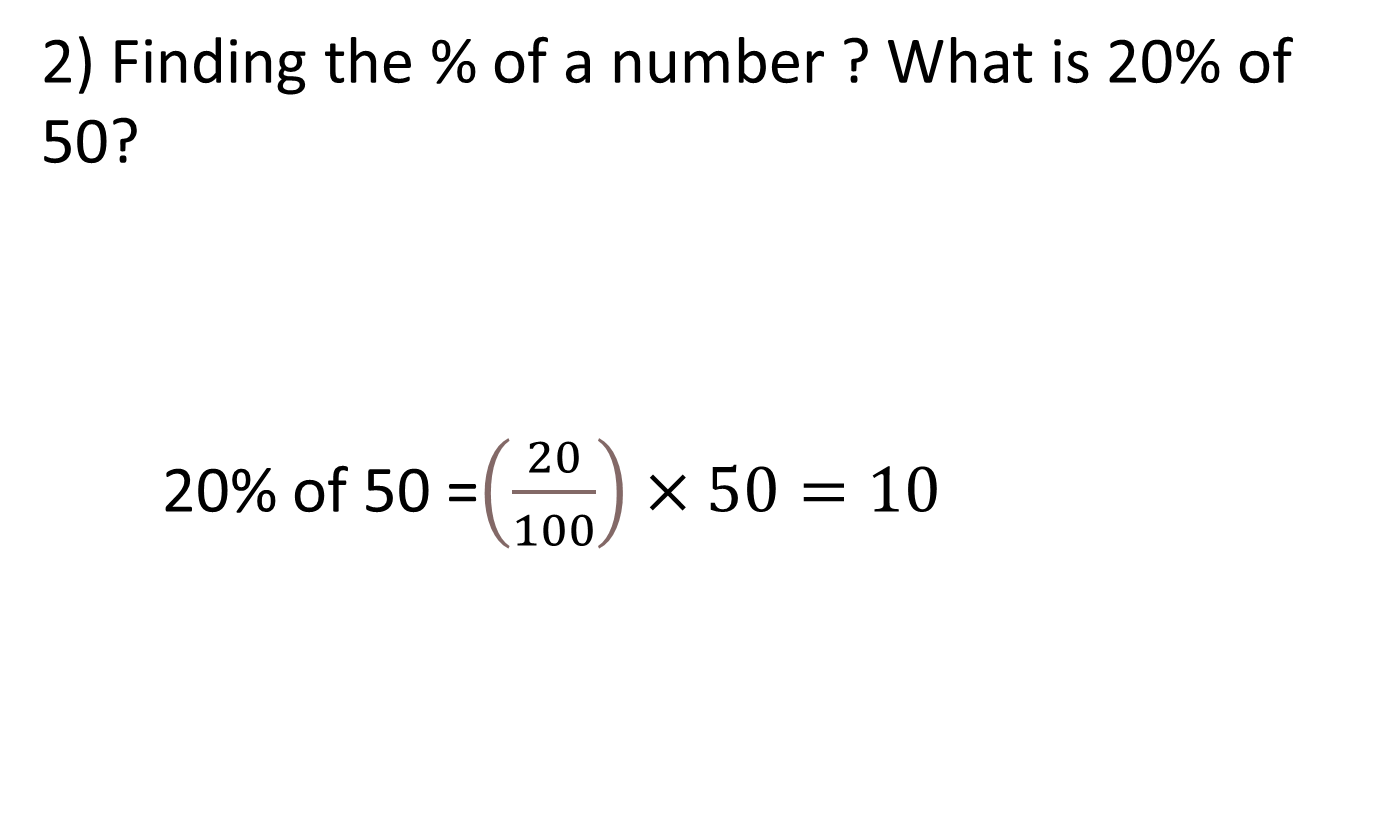 2) Finding the % of a number ? What is 20% of
50?
20% of 50 =(20/100) × 50 = 10